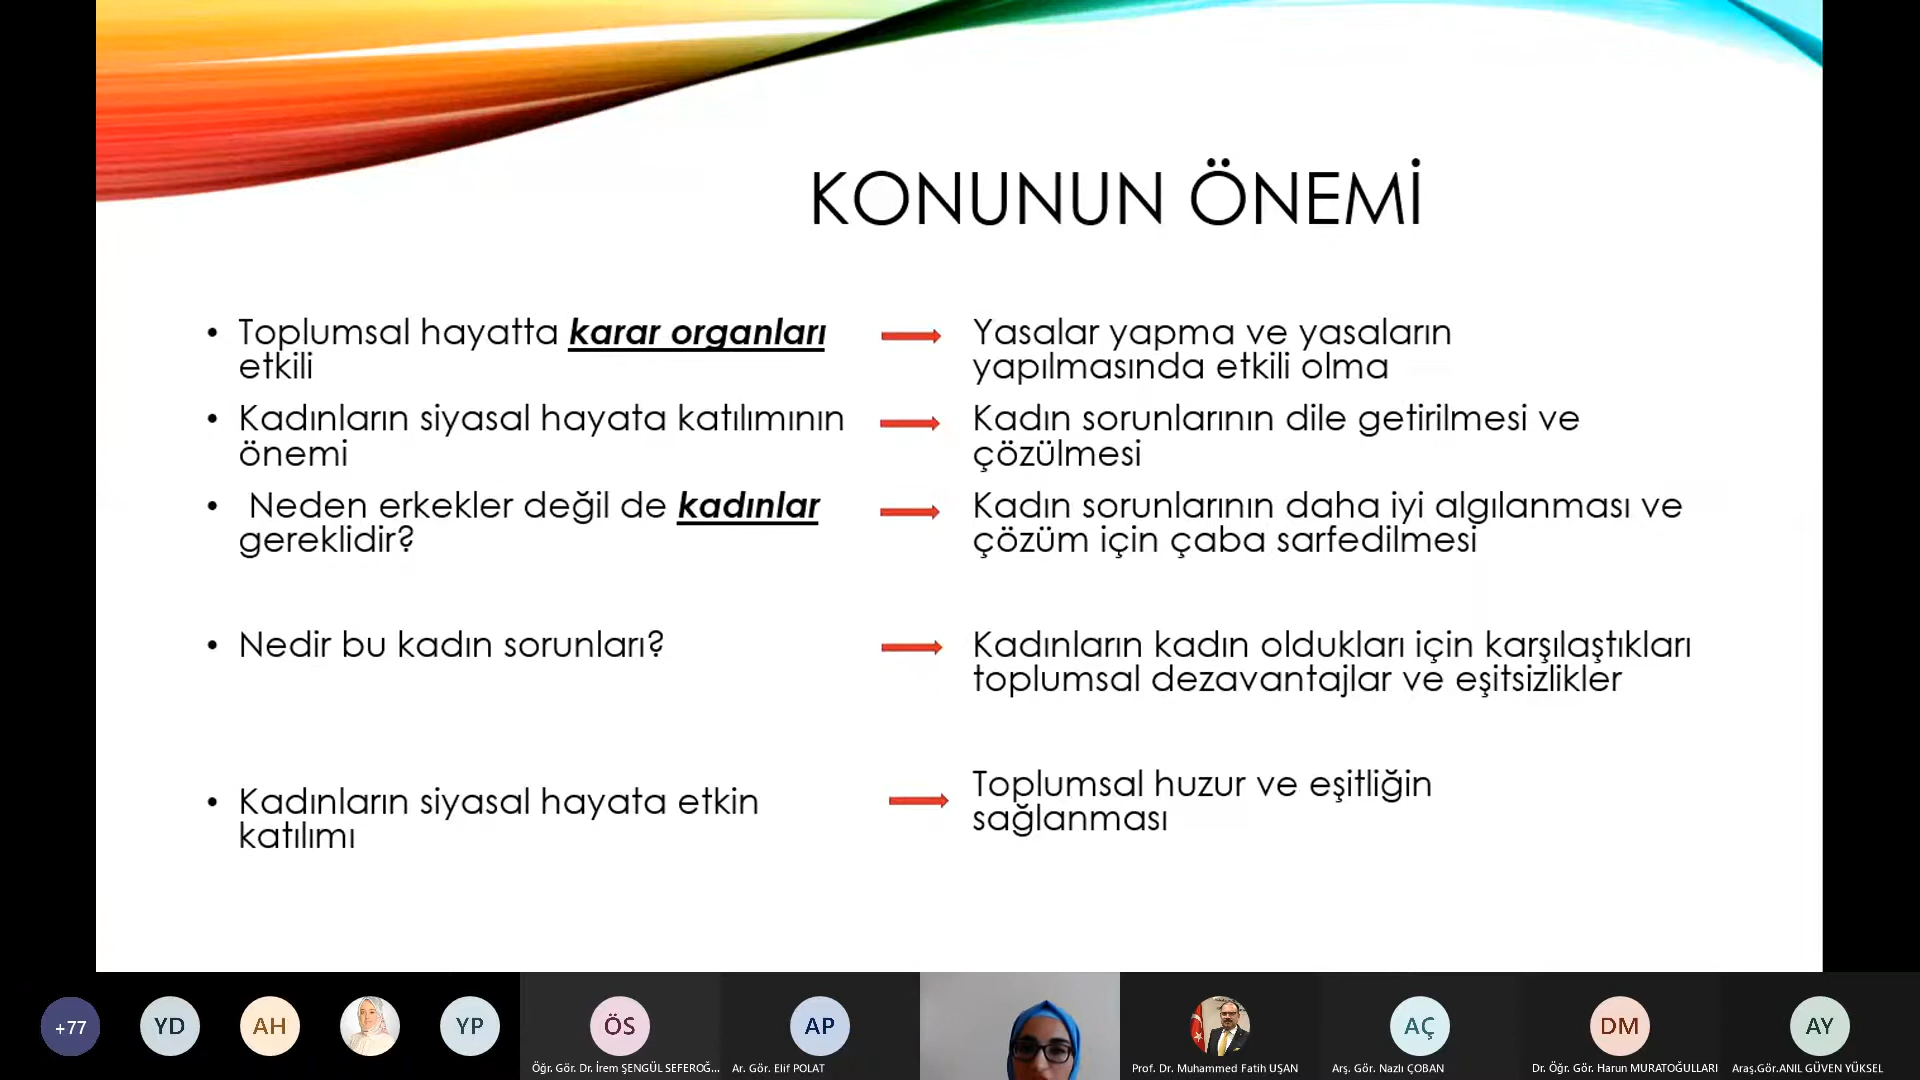 KONUNUN ÖNEMİ
• Toplumsal hayatta karar organları
etkili
Yasalar yapma ve yasaların
yapılmasında etkili olma
• Kadınların siyasal hayata katılımının
önemi
Kadın sorunlarının dile getirilmesi ve
çözülmesi
• Neden erkekler değil de kadınlar
gereklidir?
Kadın sorunlarının daha iyi algılanması ve
çözüm için çaba sarfedilmesi
• Nedir bu kadın sorunları?
Kadınların kadın oldukları için karşılaştıkları
toplumsal dezavantajlar ve eşitsizlikler
• Kadınların siyasal hayata etkin
katılımı
Toplumsal huzur ve eşitliğin
sağlanması
+77
YD
AH
YP
ÖS
Öğr. Gör. Dr. İrem ŞENGÜL SEFEROĞ...
AP
Ar. Gör. Elif POLAT
Prof. Dr. Muhammed Fatih UŞAN
AÇ
Arş. Gör. Nazlı ÇOBAN
DM
Dr. Öğr. Gör. Harun MURATOĞULLARI
AY
Araş.Gör.ANIL GÜVEN YÜKSEL